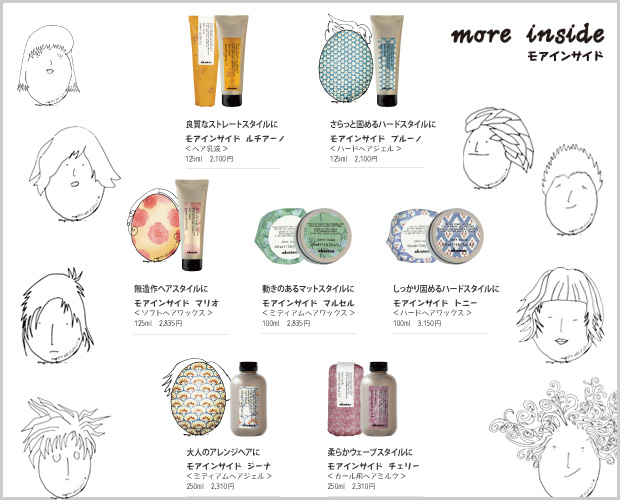 more inside
モアインサイド
良質なストレートスタイルに
モアインサイド ルチアーノ
＜ヘア乳液＞
125ml 2,100円
さらっと固めるハードスタイルに
モアインサイド ブルーノ
＜ハードヘアジェル＞
125ml 2,100円
無造作ヘアスタイルに
モアインサイド マリオ
＜ソフトヘアワックス＞
125ml 2,835円
動きのあるマットスタイルに
モアインサイド マルセル
＜ミディアムヘアワックス＞
100ml 2,835円
しっかり固めるハードスタイルに
モアインサイド トニー
＜ハードヘアワックス＞
100ml 3,150円
大人のアレンジヘアに
モアインサイド ジーナ
＜ミディアムヘアジェル＞
250ml 2,310円
柔らかウェーブスタイルに
モアインサイド チェリー
＜カール用ヘアミルク＞
250ml 2,310円